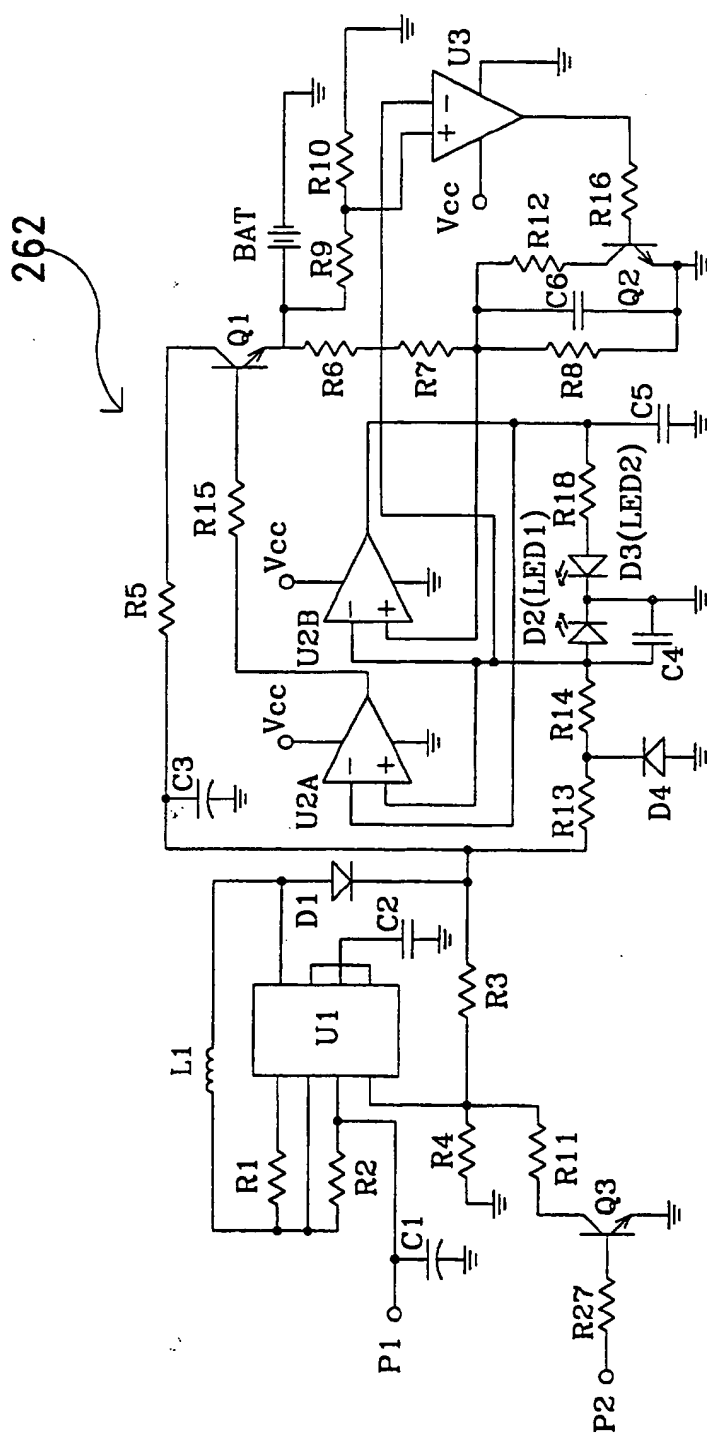 262
L1
R1
R2
U1
C1
P1
R4
R11
R27
P2
Q3
D1
C2
R3
C3
R5
Vcc
U2A
R15
Vcc
U2B
Q1
R6
R7
R8
BAT
R9
R10
U3
Vcc
R12
C6
R16
Q2
R13
R14
D4
D2(LED1)
C4
R18
D3(LED2)
C5